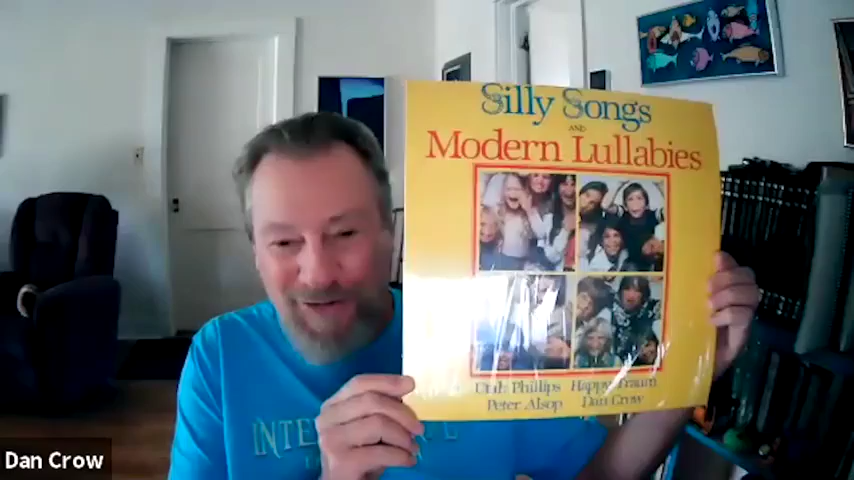 Silly Songs
AND
Modern Lullabies
Utah Phillips Happy Traum
Peter Alsop Dan Crow
Dan Crow